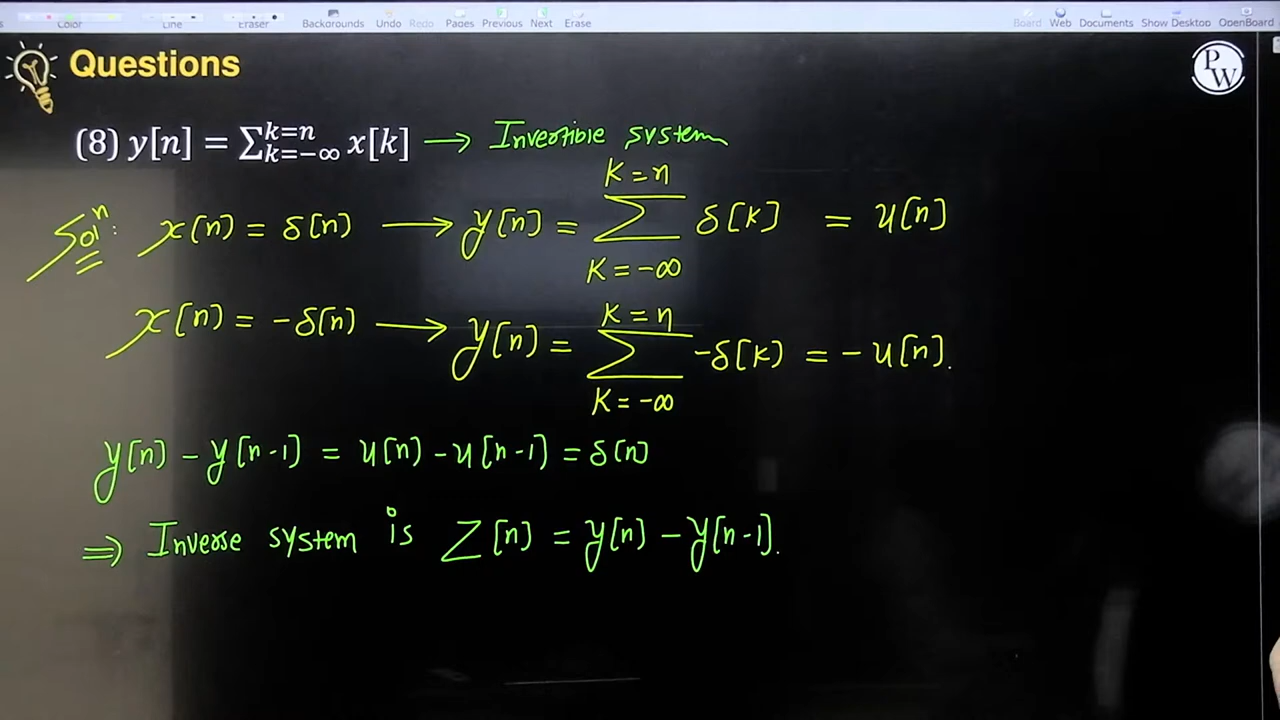 Color Line Eraser Backgrounds Undo Redo Pages Previous Next Erase Board Web Documents Show Desktop OpenBoard
Questions
PW
(8) y[n] = ∑_{k=-∞}^{k=n} x[k] → Invertible system
Solⁿ: x(n) = δ[n] → y[n] = ∑_{K=-∞}^{K=n} δ[k] = u[n]
x[n] = -δ[n] → y[n] = ∑_{K=-∞}^{K=n} -δ[k] = -u[n].
y[n] - y[n-1] = u[n] - u[n-1] = δ[n]
⇒ Inverse system is Z[n] = y[n] - y[n-1].